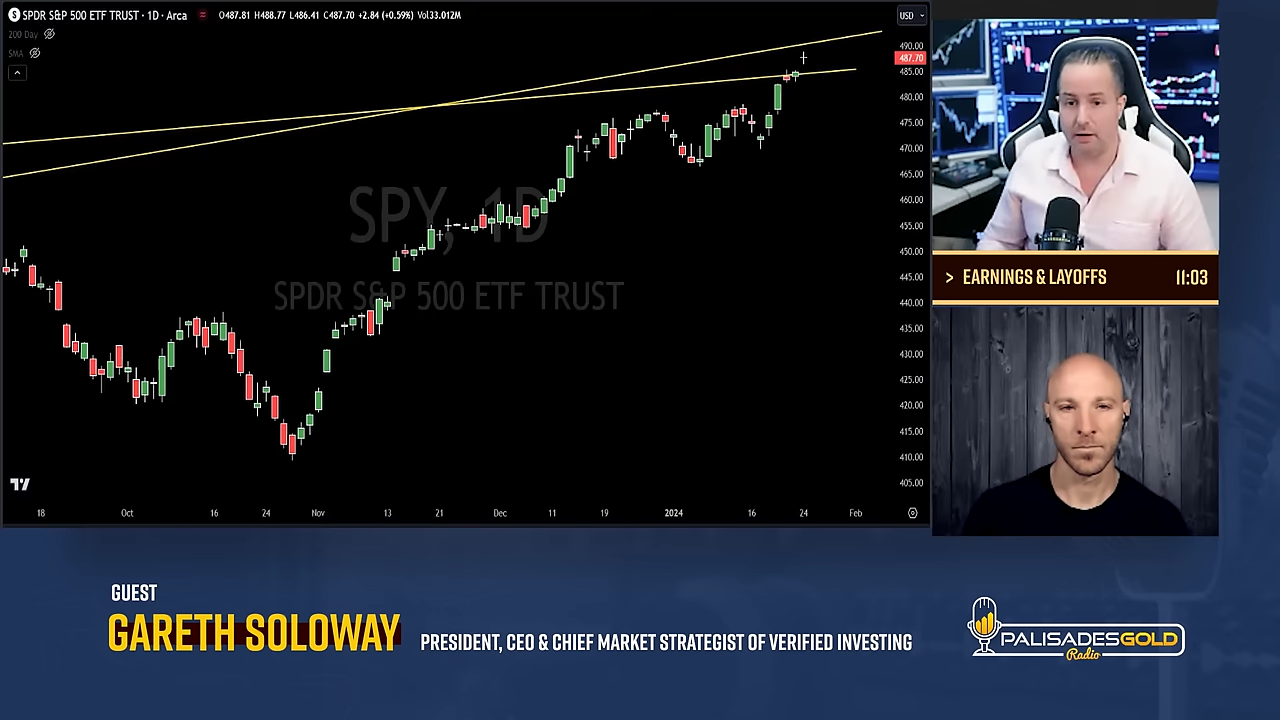 SPDR S&P 500 ETF TRUST · 1D · Arca O487.81 H488.77 L486.41 C487.70 +2.84 (+0.59%) Vol33.012M
USD
200 Day
SMA
490.00
487.70
485.00
480.00
475.00
470.00
465.00
460.00
455.00
450.00
445.00
440.00
435.00
430.00
425.00
420.00
415.00
410.00
405.00
SPY, 1D
SPDR S&P 500 ETF TRUST
18 Oct 16 24 Nov 13 21 Dec 11 19 2024 16 24 Feb
> EARNINGS & LAYOFFS 11:03
GUEST
GARETH SOLOWAY
PRESIDENT, CEO & CHIEF MARKET STRATEGIST OF VERIFIED INVESTING
PALISADESGOLD
Radio